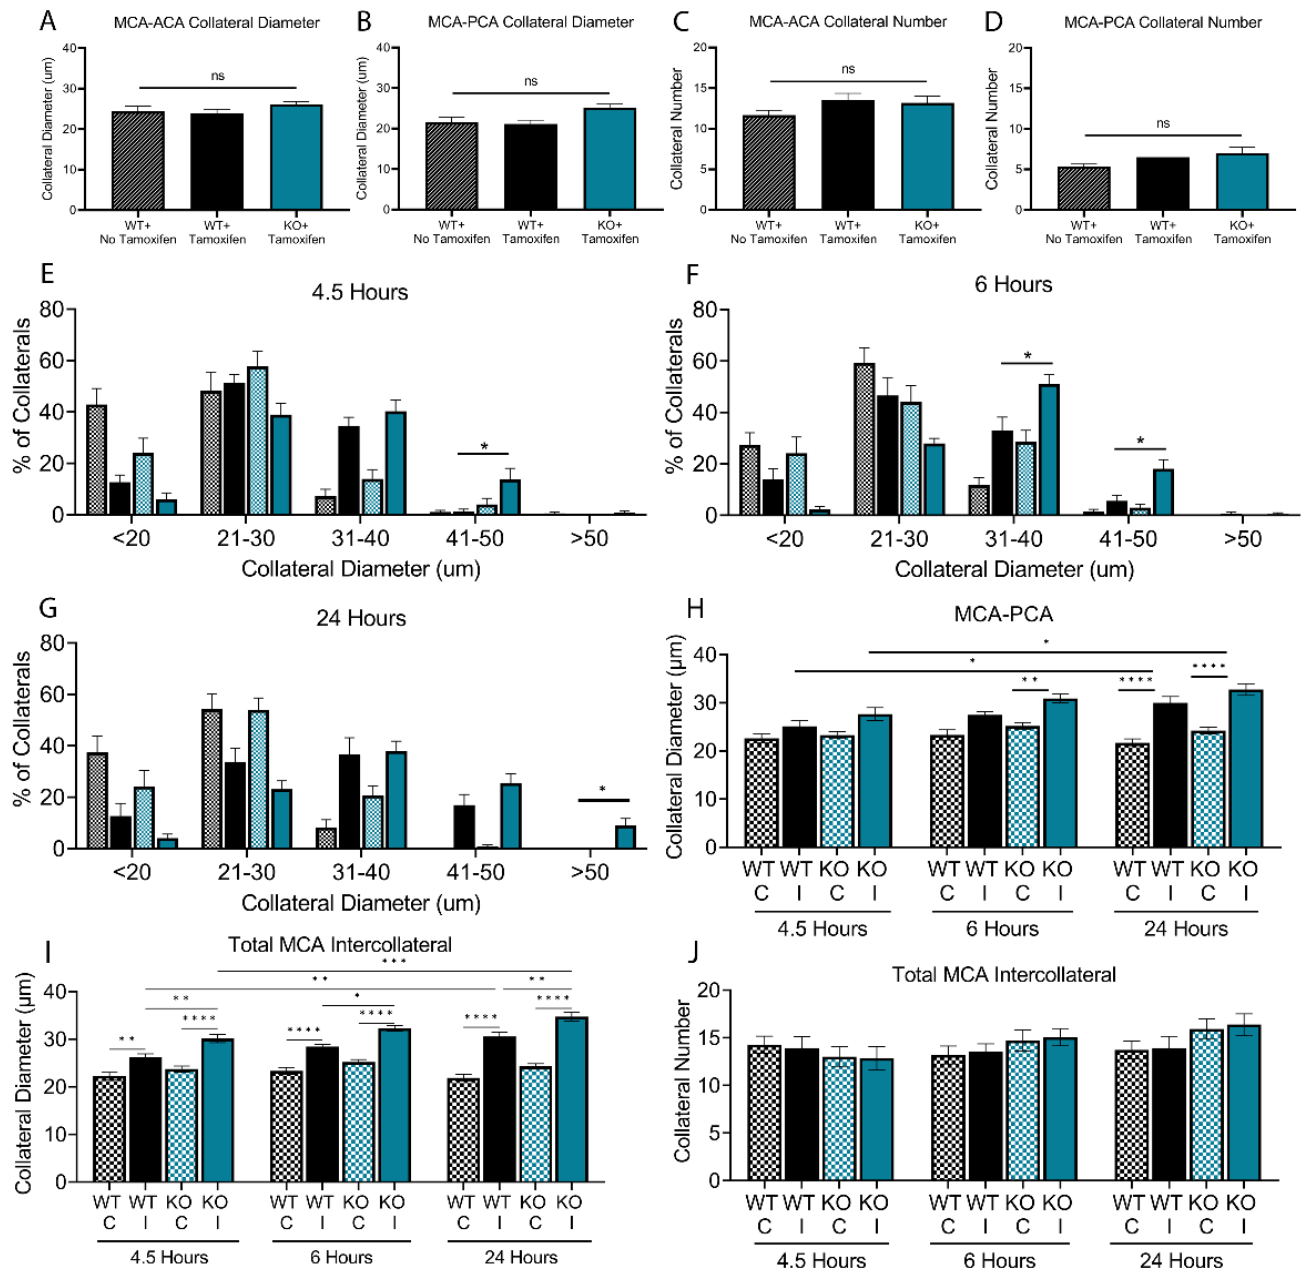 A
MCA-ACA Collateral Diameter
Collateral Diameter (um)
40
30
20
10
0
ns
WT+
No Tamoxifen
WT+
Tamoxifen
KO+
Tamoxifen
B
MCA-PCA Collateral Diameter
Collateral Diameter (um)
40
30
20
10
0
ns
WT+
No Tamoxifen
WT+
Tamoxifen
KO+
Tamoxifen
C
MCA-ACA Collateral Number
Collateral Number
20
15
10
5
0
ns
WT+
No Tamoxifen
WT+
Tamoxifen
KO+
Tamoxifen
D
MCA-PCA Collateral Number
Collateral Number
20
15
10
5
0
ns
WT+
No Tamoxifen
WT+
Tamoxifen
KO+
Tamoxifen
E
4.5 Hours
% of Collaterals
80
60
40
20
0
*
<20 21-30 31-40 41-50 >50
Collateral Diameter (um)
F
6 Hours
% of Collaterals
80
60
40
20
0
*
*
<20 21-30 31-40 41-50 >50
Collateral Diameter (um)
G
24 Hours
% of Collaterals
80
60
40
20
0
*
<20 21-30 31-40 41-50 >50
Collateral Diameter (um)
H
MCA-PCA
Collateral Diameter (µm)
40
30
20
10
0
*
*
**
****
****
WT WT KO KO WT WT KO KO WT WT KO KO
C I C I C I C I C I C I
4.5 Hours 6 Hours 24 Hours
I
Total MCA Intercollateral
Collateral Diameter (µm)
40
30
20
10
0
***
** **
** *
**** **** ****
** **** ****
WT WT KO KO WT WT KO KO WT WT KO KO
C I C I C I C I C I C I
4.5 Hours 6 Hours 24 Hours
J
Total MCA Intercollateral
Collateral Number
20
15
10
5
0
WT WT KO KO WT WT KO KO WT WT KO KO
C I C I C I C I C I C I
4.5 Hours 6 Hours 24 Hours